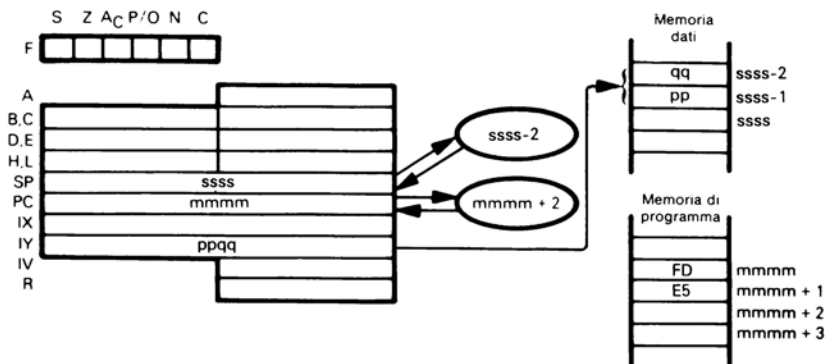 S Z AC P/O N C
F
A
B,C
D,E
H,L
SP ssss
PC mmmm
IX
IY ppqq
IV
R
ssss-2
mmmm + 2
Memoria
dati
qq ssss-2
pp ssss-1
ssss
Memoria di
programma
FD mmmm
E5 mmmm + 1
mmmm + 2
mmmm + 3